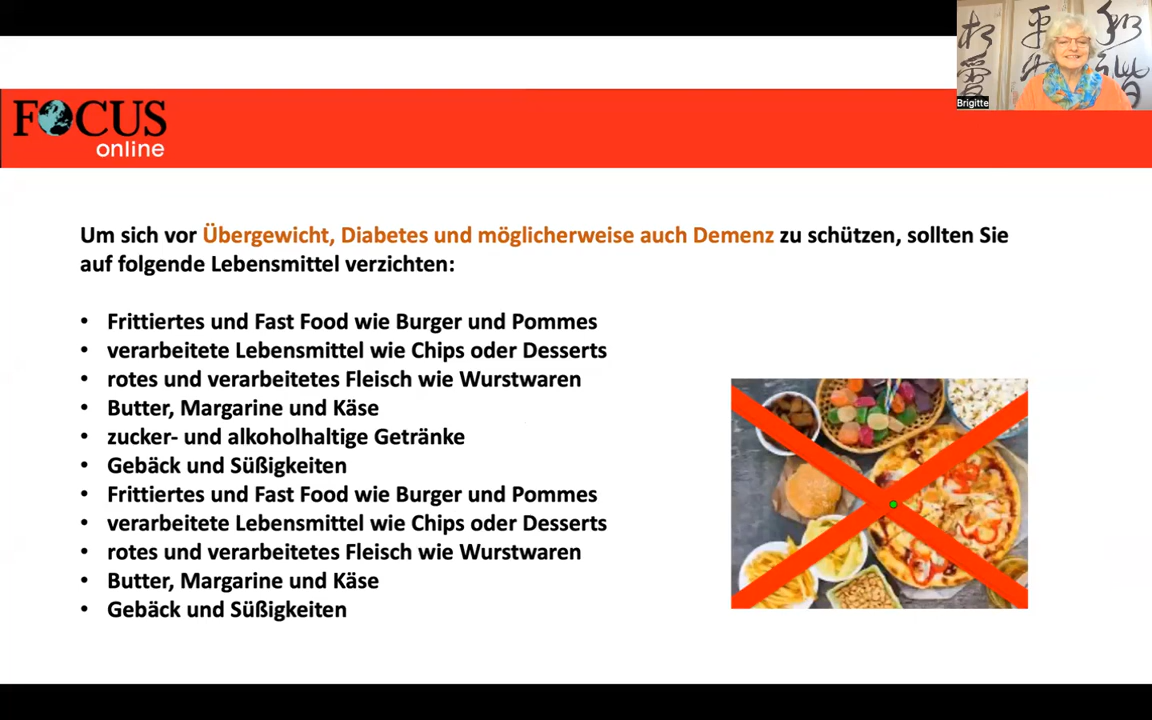 FOCUS
online
Brigitte
Um sich vor Übergewicht, Diabetes und möglicherweise auch Demenz zu schützen, sollten Sie
auf folgende Lebensmittel verzichten:
• Frittiertes und Fast Food wie Burger und Pommes
• verarbeitete Lebensmittel wie Chips oder Desserts
• rotes und verarbeitetes Fleisch wie Wurstwaren
• Butter, Margarine und Käse
• zucker- und alkoholhaltige Getränke
• Gebäck und Süßigkeiten
• Frittiertes und Fast Food wie Burger und Pommes
• verarbeitete Lebensmittel wie Chips oder Desserts
• rotes und verarbeitetes Fleisch wie Wurstwaren
• Butter, Margarine und Käse
• Gebäck und Süßigkeiten